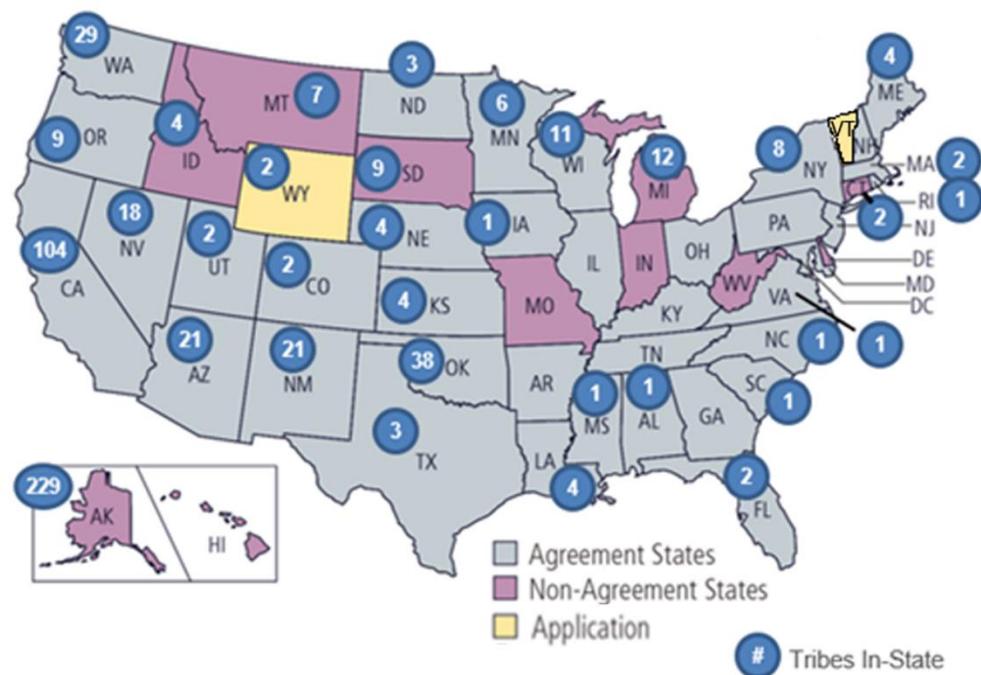 29
WA
3
4
MT 7
ND
6
ME
9 OR
4
MN
11
VT
NH
8
ID
2
9
SD
WI
12
NY
MA 2
WY
MI
RI 1
18
4 NE
1 IA
PA
2
NJ
NV
2
OH
DE
104
UT
2
IL
IN
MD
CA
CO
4 KS
WV
DC
MO
KY
VA
21
21
38 OK
TN
NC 1
1
AZ
NM
AR
1
1
SC
1
MS
AL
GA
3
TX
LA
4
2
FL
229
AK
HI
Agreement States
Non-Agreement States
Application
# Tribes In-State